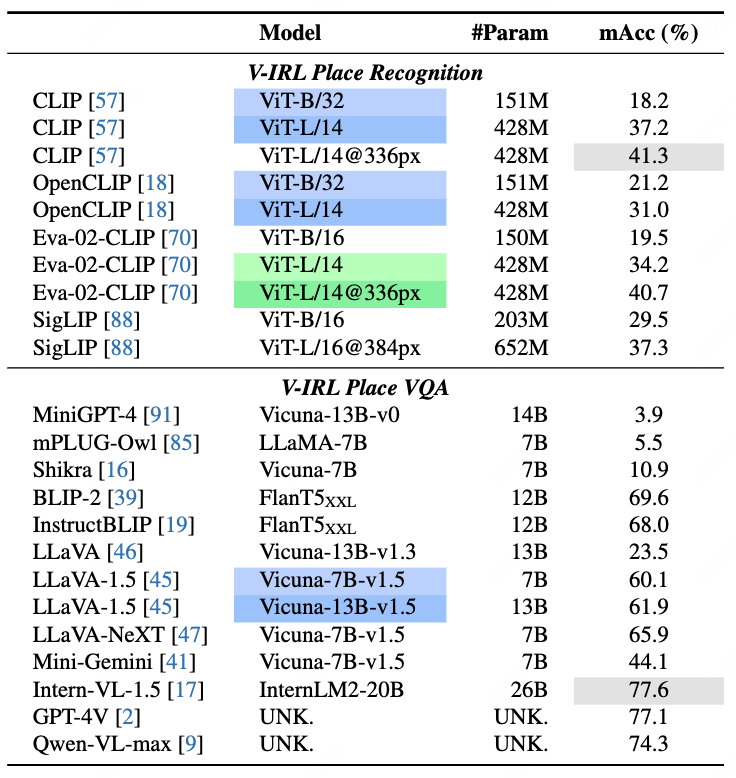 Model #Param mAcc (%)
V-IRL Place Recognition
CLIP [57] ViT-B/32 151M 18.2
CLIP [57] ViT-L/14 428M 37.2
CLIP [57] ViT-L/14@336px 428M 41.3
OpenCLIP [18] ViT-B/32 151M 21.2
OpenCLIP [18] ViT-L/14 428M 31.0
Eva-02-CLIP [70] ViT-B/16 150M 19.5
Eva-02-CLIP [70] ViT-L/14 428M 34.2
Eva-02-CLIP [70] ViT-L/14@336px 428M 40.7
SigLIP [88] ViT-B/16 203M 29.5
SigLIP [88] ViT-L/16@384px 652M 37.3
V-IRL Place VQA
MiniGPT-4 [91] Vicuna-13B-v0 14B 3.9
mPLUG-Owl [85] LLaMA-7B 7B 5.5
Shikra [16] Vicuna-7B 7B 10.9
BLIP-2 [39] FlanT5XXL 12B 69.6
InstructBLIP [19] FlanT5XXL 12B 68.0
LLaVA [46] Vicuna-13B-v1.3 13B 23.5
LLaVA-1.5 [45] Vicuna-7B-v1.5 7B 60.1
LLaVA-1.5 [45] Vicuna-13B-v1.5 13B 61.9
LLaVA-NeXT [47] Vicuna-7B-v1.5 7B 65.9
Mini-Gemini [41] Vicuna-7B-v1.5 7B 44.1
Intern-VL-1.5 [17] InternLM2-20B 26B 77.6
GPT-4V [2] UNK. UNK. 77.1
Qwen-VL-max [9] UNK. UNK. 74.3